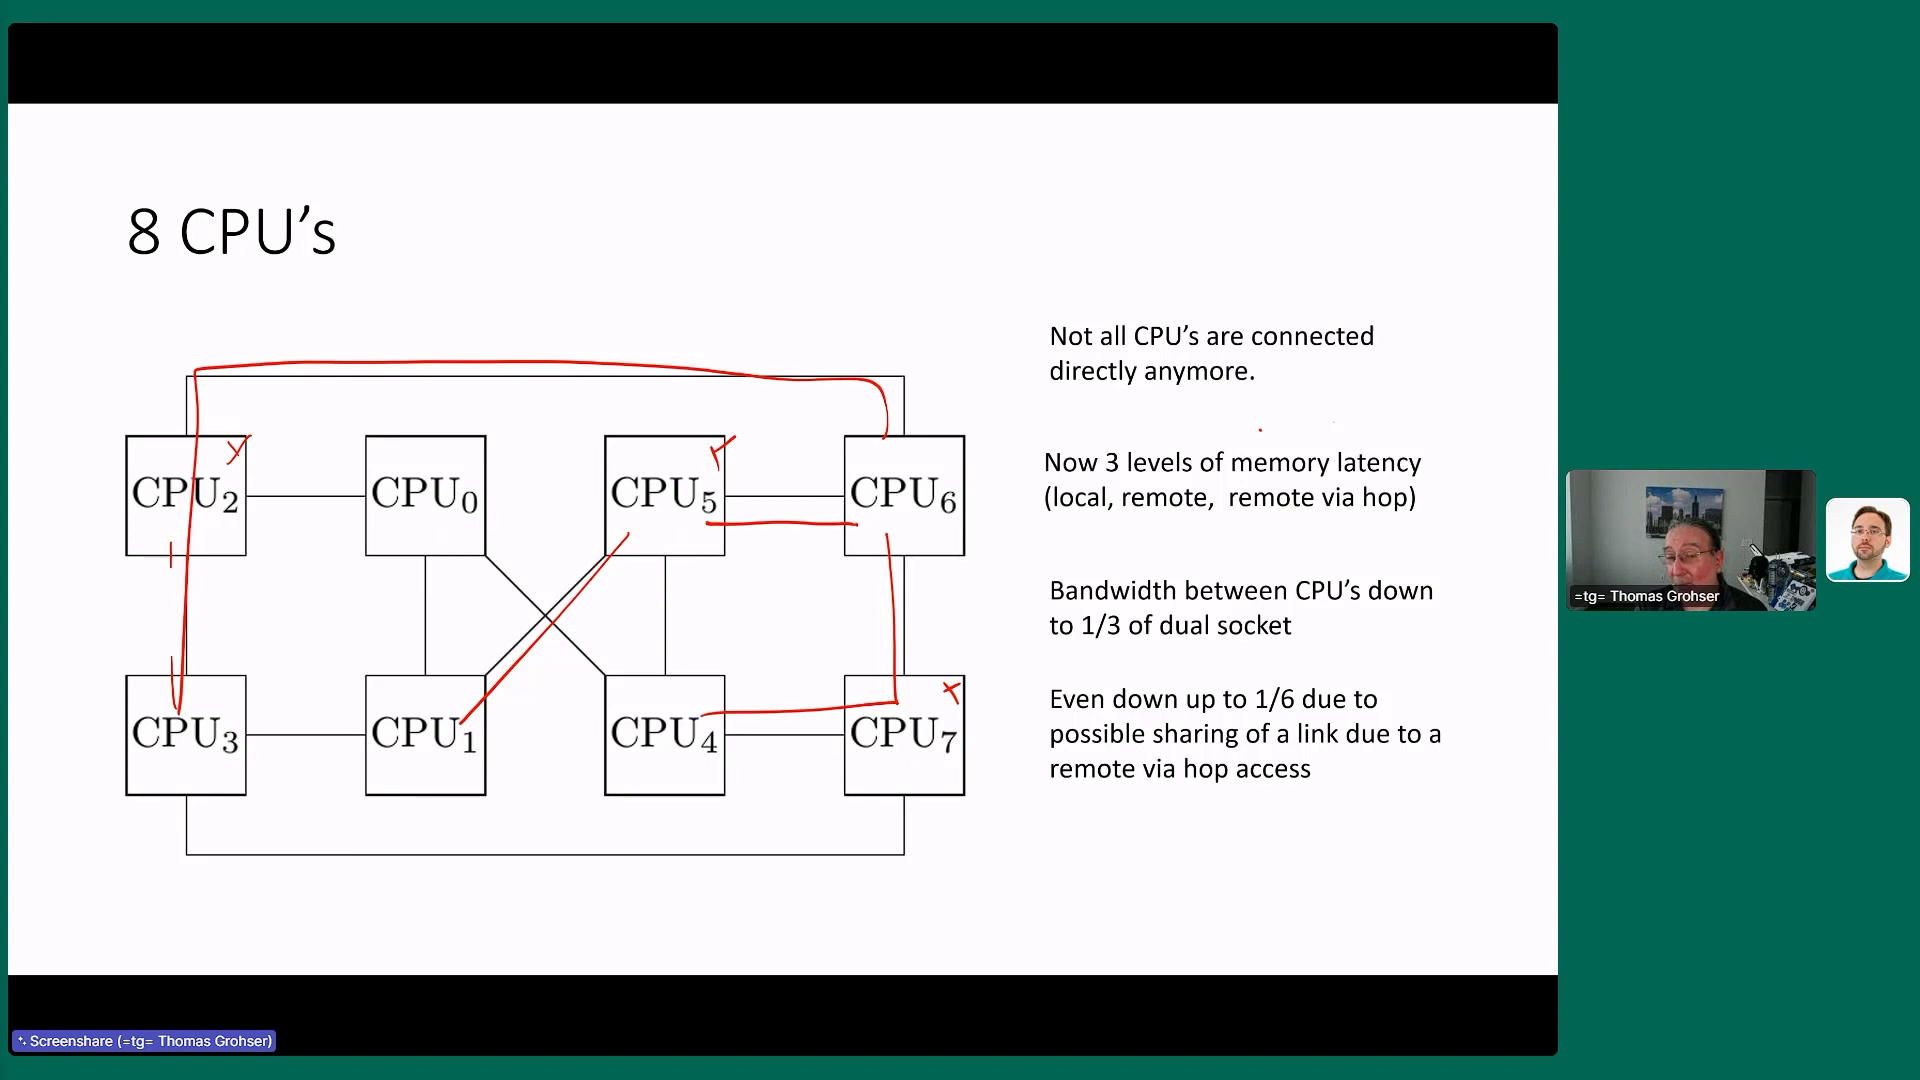 8 CPU's
Not all CPU's are connected
directly anymore.
Now 3 levels of memory latency
(local, remote,  remote via hop)
Bandwidth between CPU's down
to 1/3 of dual socket
Even down up to 1/6 due to
possible sharing of a link due to a
remote via hop access
CPU₂ CPU₀ CPU₅ CPU₆
CPU₃ CPU₁ CPU₄ CPU₇
=tg= Thomas Grohser
Screenshare (=tg= Thomas Grohser)